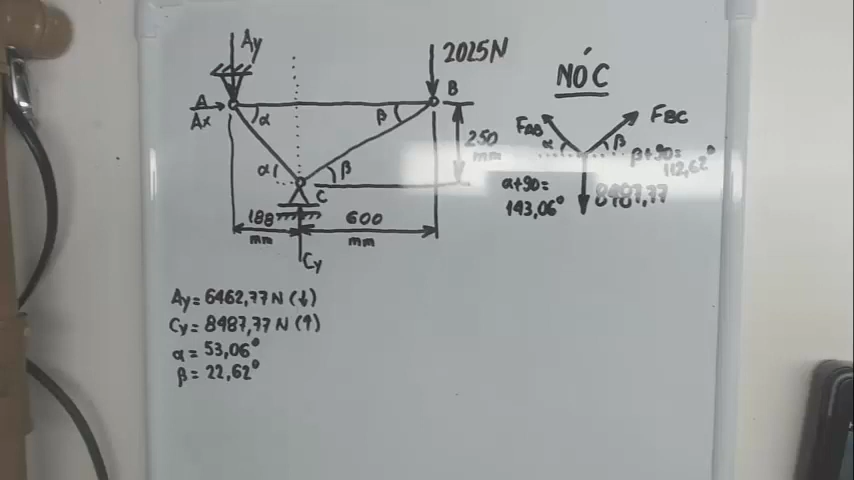 Ay
2025N
NÓC
A
Ax
α
β
B
FAB
FBC
α
β
250
mm
α
β
β+90=
112,62°
C
α+90=
143,06°
8487,77
188
mm
600
mm
Cy
Ay= 6462,77 N (↓)
Cy= 8487,77 N (↑)
α= 53,06°
β= 22,62°